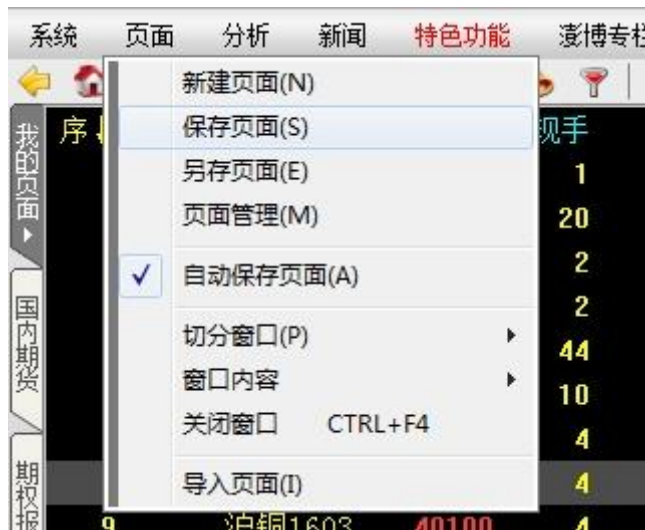 系统 页面 分析 新闻 特色功能 澎博专栏
新建页面(N)
保存页面(S)
另存页面(E)
页面管理(M)
✓ 自动保存页面(A)
切分窗口(P)
窗口内容
关闭窗口 CTRL+F4
导入页面(I)
我的页面
国内期货
期权报
序
现手
1
20
2
2
44
10
4
4
9 沪铜1603 40100 4